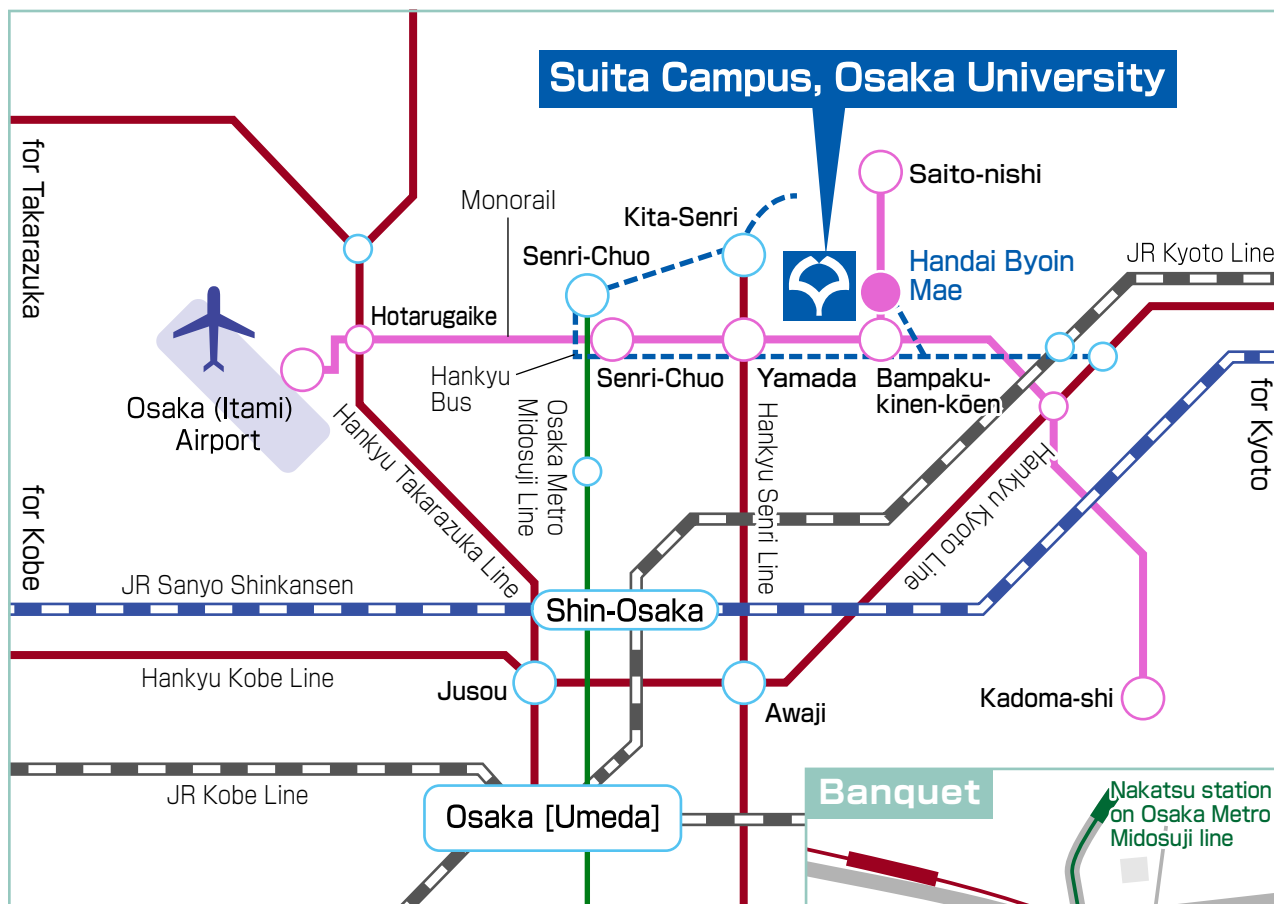 Suita Campus, Osaka University
for Takarazuka
Saito-nishi
Monorail
Kita-Senri
Senri-Chuo
Handai Byoin
Mae
JR Kyoto Line
Hotarugaike
Hankyu
Bus
Senri-Chuo
Yamada
Bampaku-
kinen-kōen
Osaka (Itami)
Airport
Hankyu Takarazuka Line
Osaka Metro
Midosuji Line
Hankyu Senri Line
Hankyu Kyoto Line
for Kyoto
for Kobe
JR Sanyo Shinkansen
Shin-Osaka
Hankyu Kobe Line
Jusou
Awaji
Kadoma-shi
JR Kobe Line
Osaka [Umeda]
Banquet
Nakatsu station
on Osaka Metro
Midosuji line